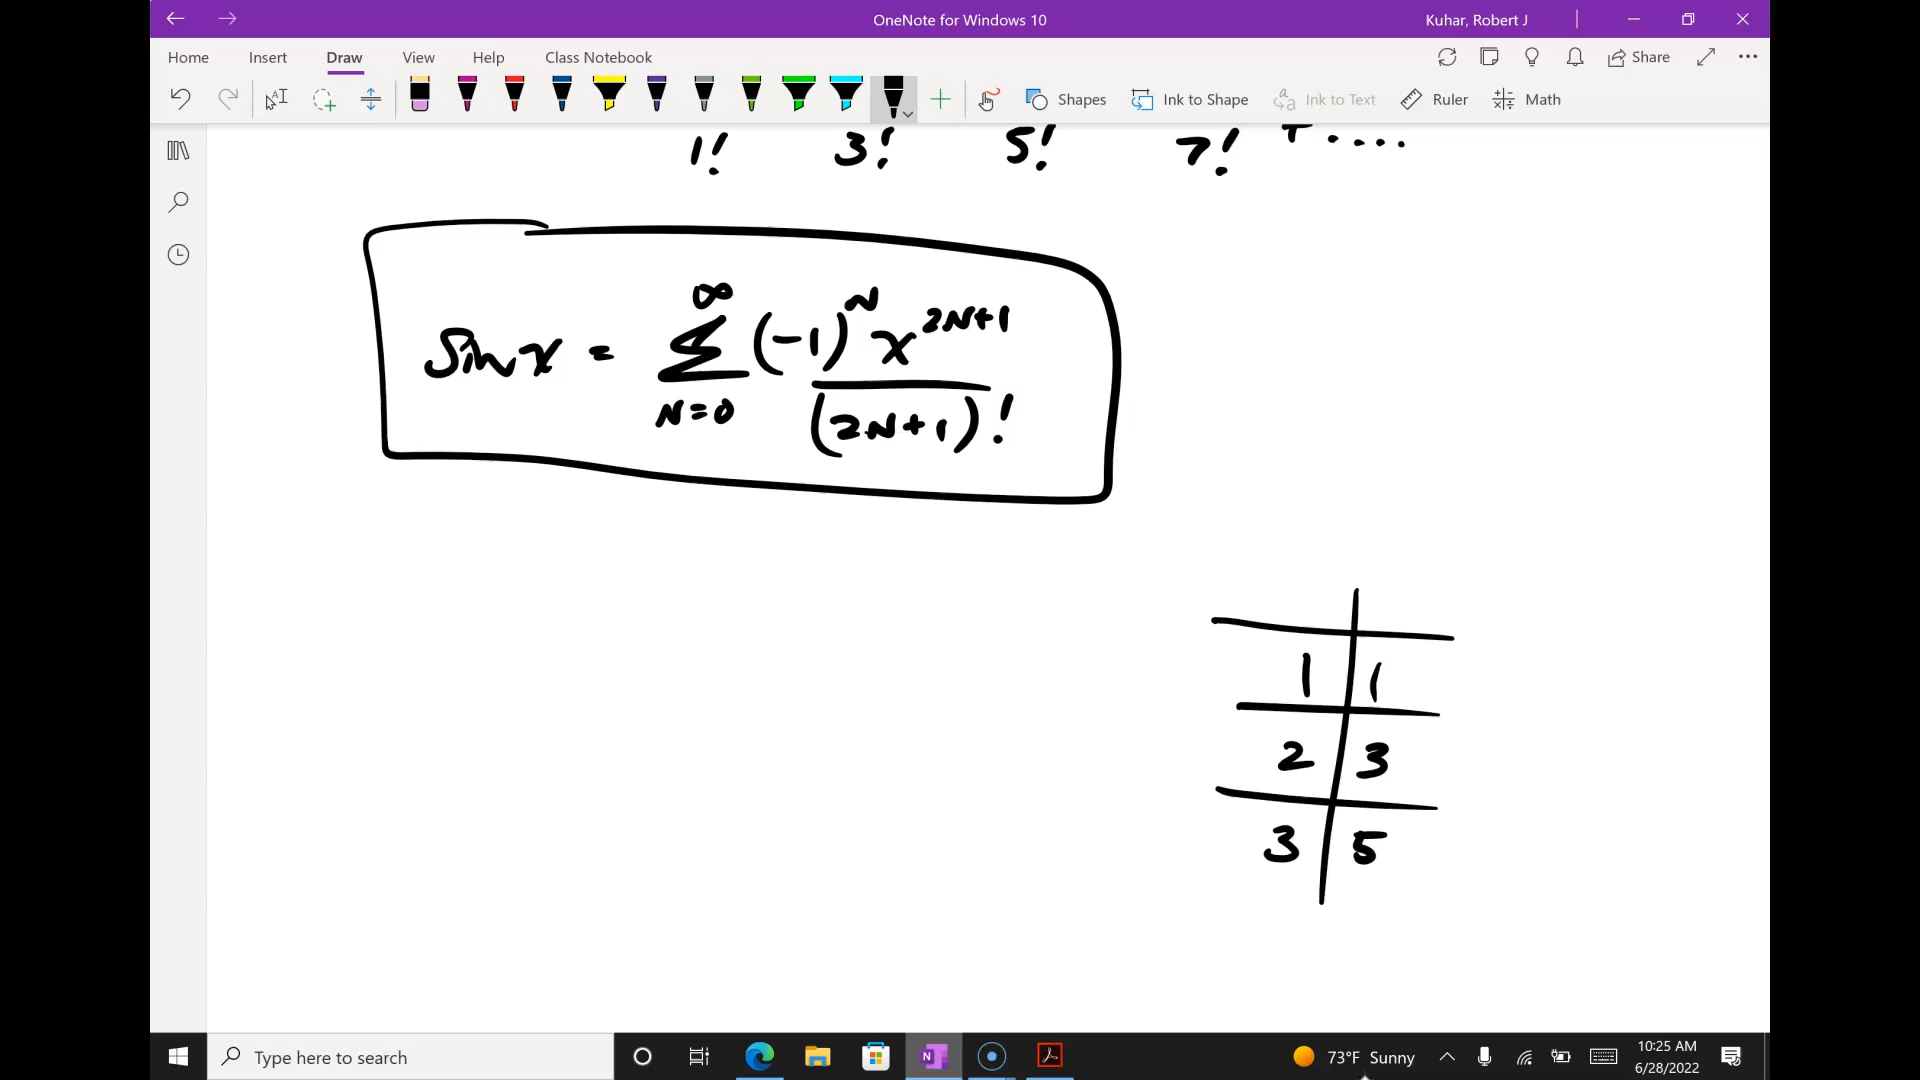 OneNote for Windows 10
Kuhar, Robert J
Home Insert Draw View Help Class Notebook Share
Shapes Ink to Shape Ink to Text Ruler Math
1! 3! 5! 7! + ....
∞
sin x = Σ (-1)^N x^2N+1
N=0 (2N+1)!
1 1
2 3
3 5
Type here to search
73°F Sunny
10:25 AM
6/28/2022